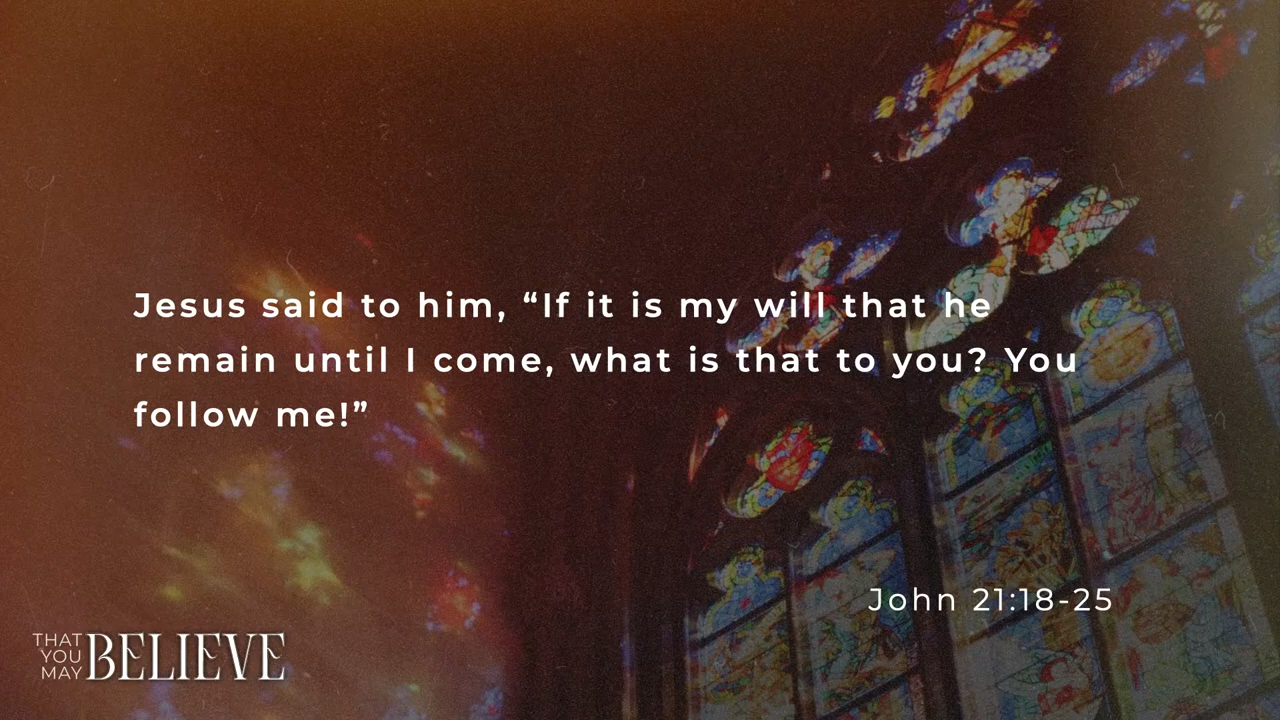 Jesus said to him, “If it is my will that he
remain until I come, what is that to you? You
follow me!”
John 21:18-25
THAT
YOU
MAY
BELIEVE